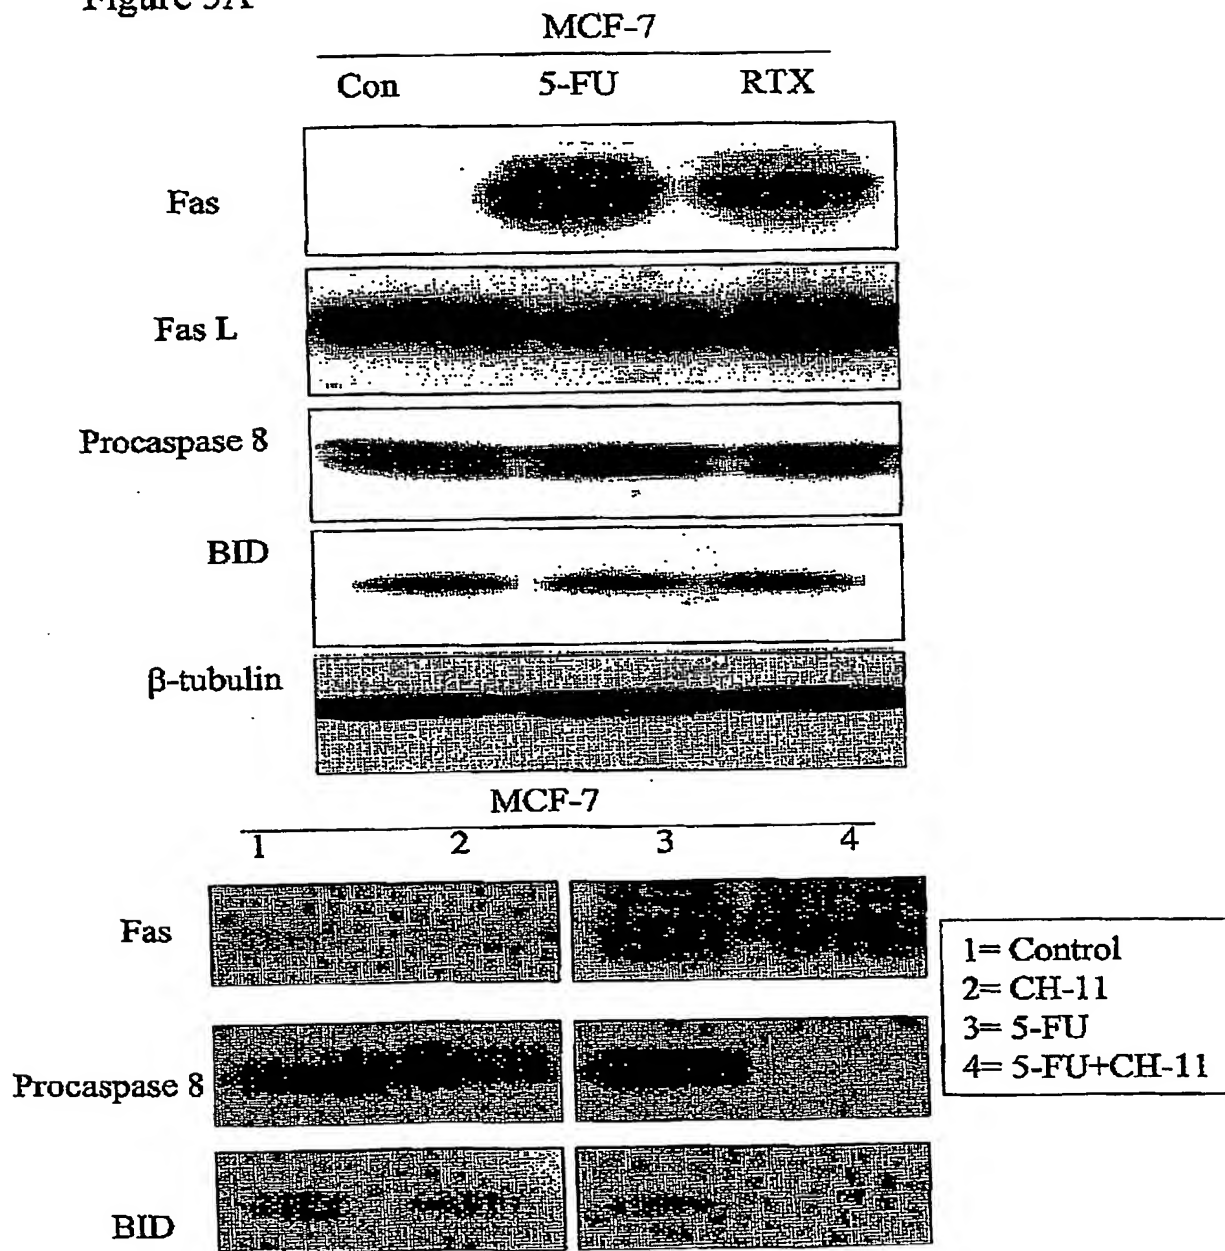 Figure 3A
MCF-7
Con 5-FU RTX
Fas
Fas L
Procaspase 8
BID
β-tubulin
MCF-7
1 2 3 4
Fas
Procaspase 8
BID
1= Control
2= CH-11
3= 5-FU
4= 5-FU+CH-11